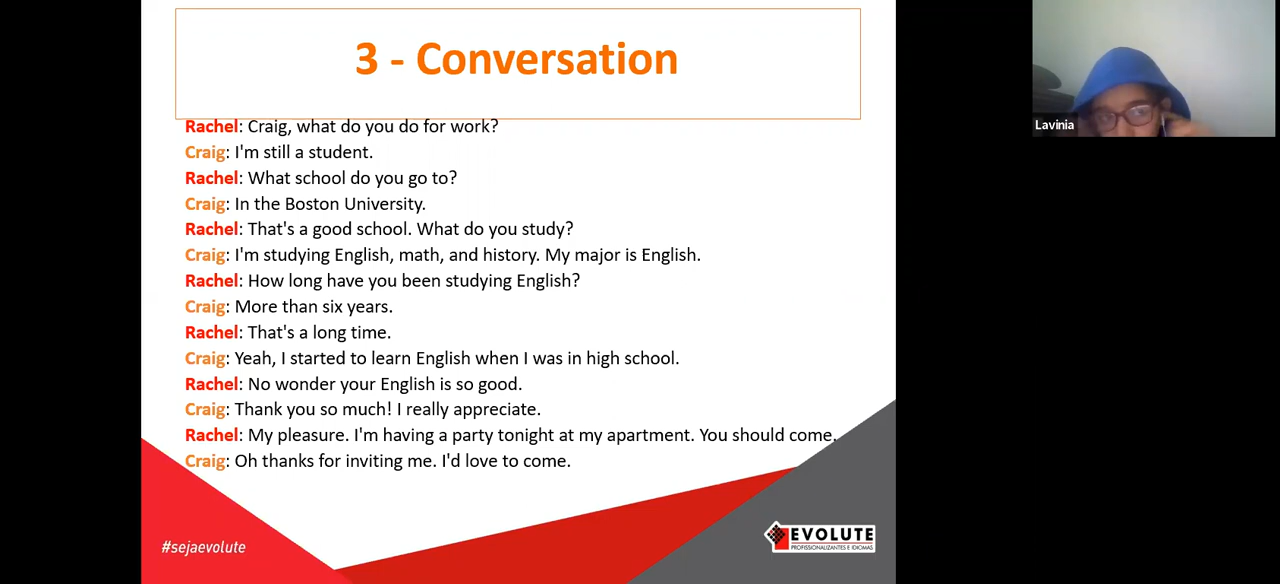 3 - Conversation
Rachel: Craig, what do you do for work?
Craig: I'm still a student.
Rachel: What school do you go to?
Craig: In the Boston University.
Rachel: That's a good school. What do you study?
Craig: I'm studying English, math, and history. My major is English.
Rachel: How long have you been studying English?
Craig: More than six years.
Rachel: That's a long time.
Craig: Yeah, I started to learn English when I was in high school.
Rachel: No wonder your English is so good.
Craig: Thank you so much! I really appreciate.
Rachel: My pleasure. I'm having a party tonight at my apartment. You should come.
Craig: Oh thanks for inviting me. I'd love to come.
#sejaevolute
EVOLUTE
PROFISSIONALIZANTES E IDIOMAS
Lavinia